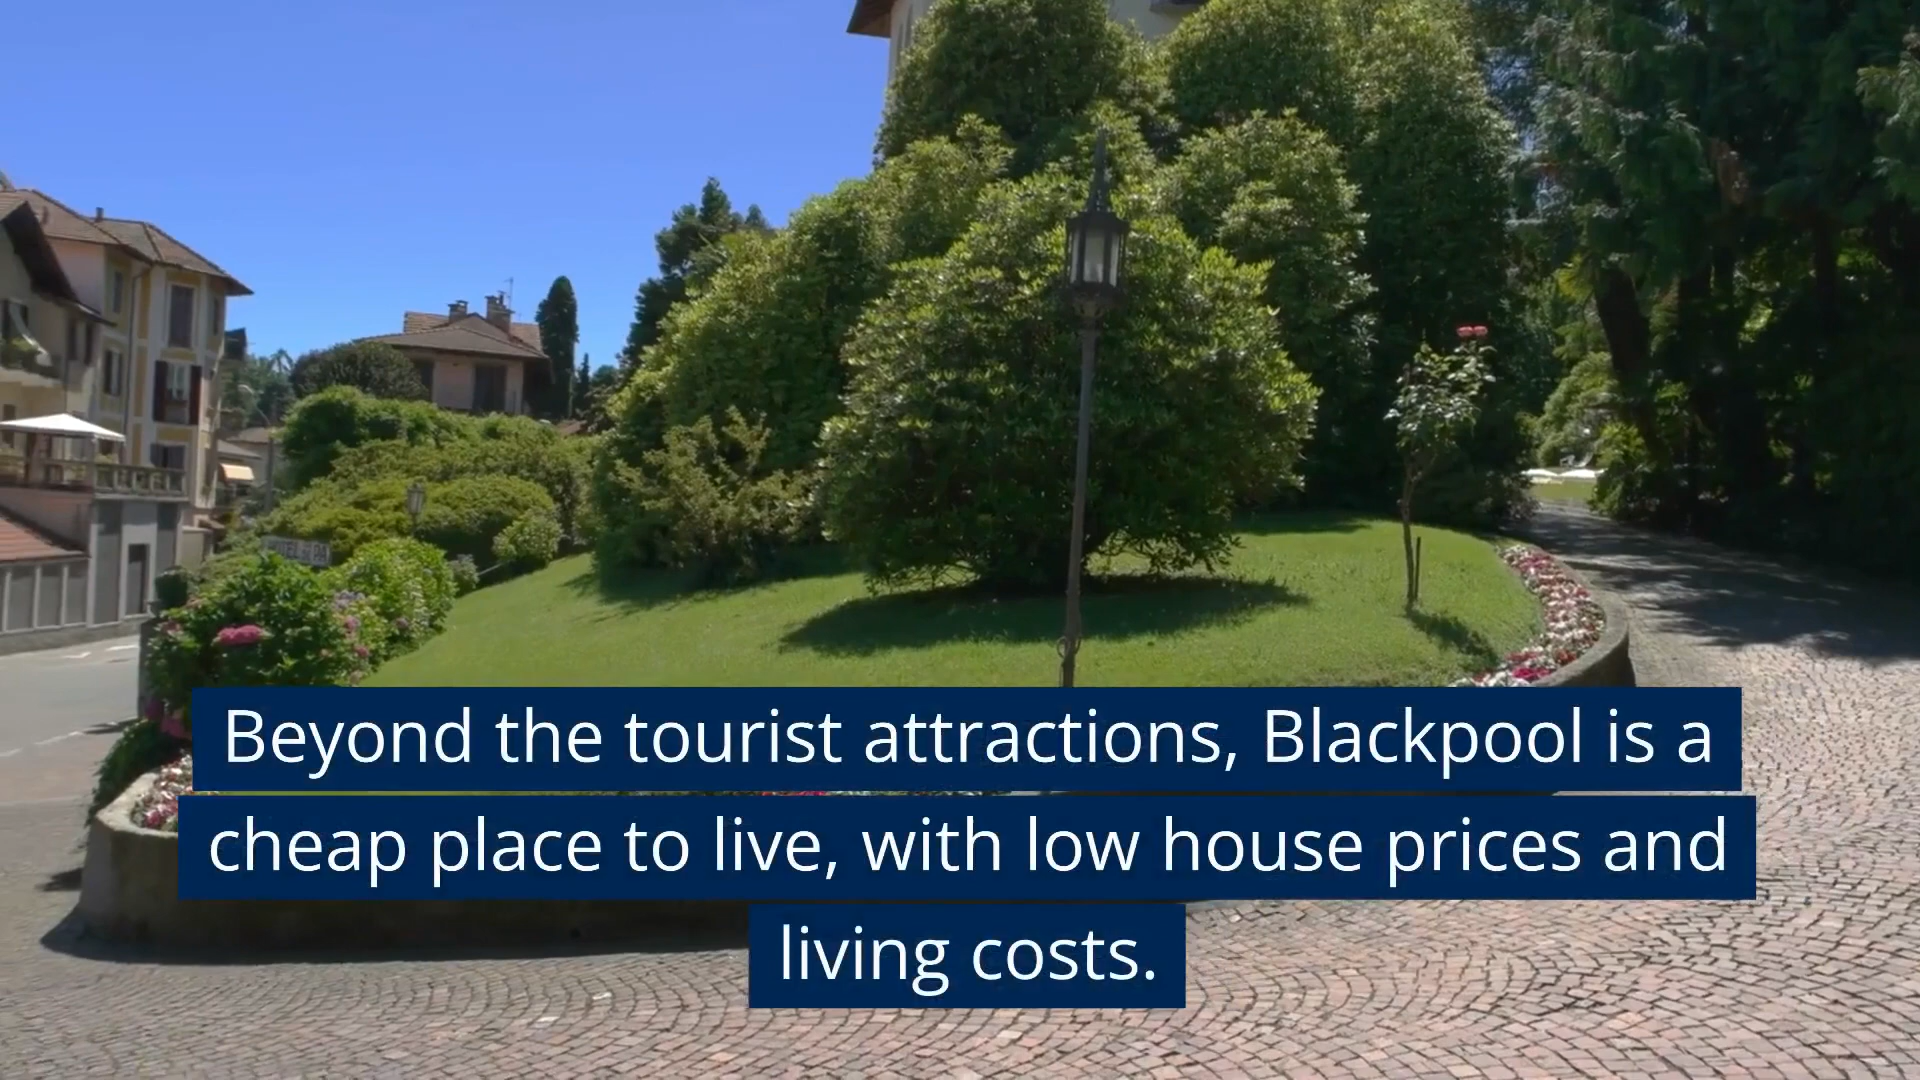 Beyond the tourist attractions, Blackpool is a
cheap place to live, with low house prices and
living costs.